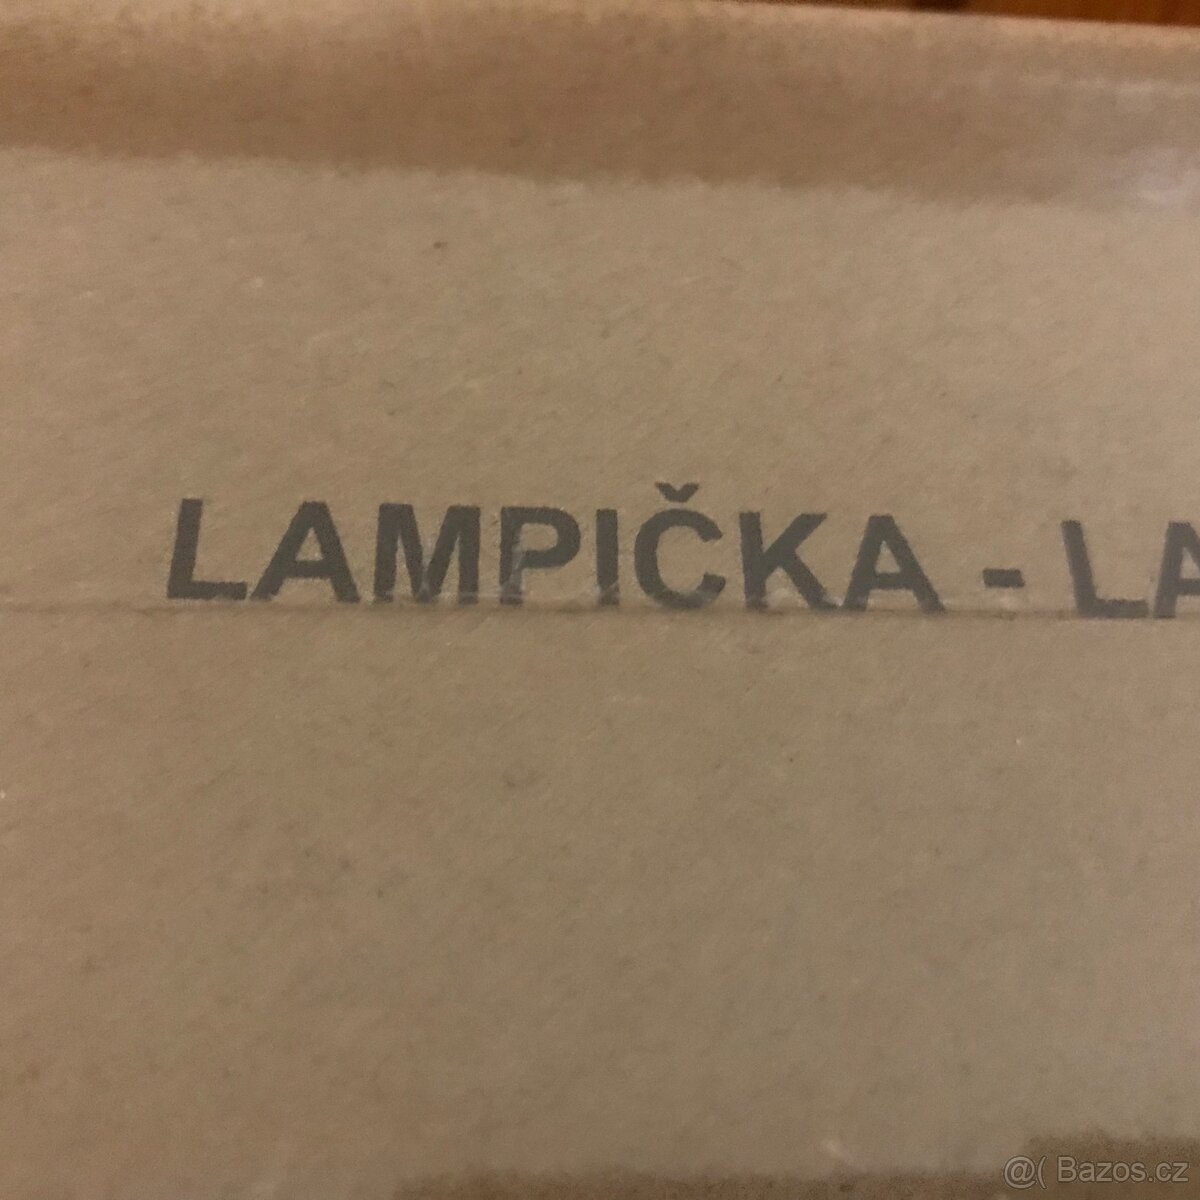 LAMPIČKA - LA
@( Bazos.cz